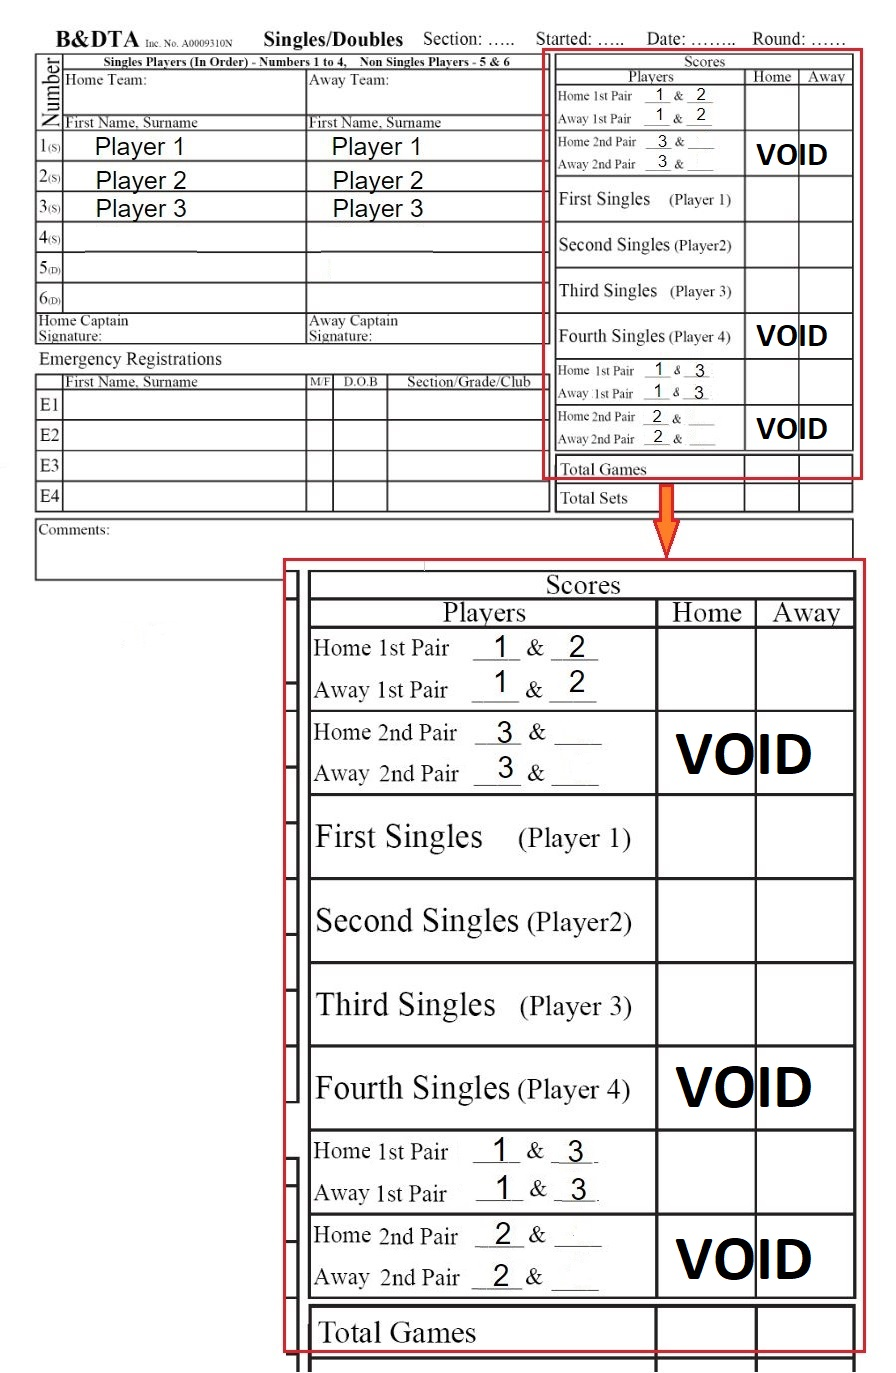 B&DTA Inc. No. A0009310N Singles/Doubles Section: ..... Started: ..... Date: ........ Round: ......
Number
Singles Players (In Order) - Numbers 1 to 4, Non Singles Players - 5 & 6
Home Team: Away Team:
First Name, Surname First Name, Surname
1(S) Player 1 Player 1
2(S) Player 2 Player 2
3(S) Player 3 Player 3
4(S)
5(D)
6(D)
Home Captain Away Captain
Signature: Signature:
Emergency Registrations
First Name, Surname M/F D.O.B Section/Grade/Club
E1
E2
E3
E4
Scores
Players Home Away
Home 1st Pair 1 & 2
Away 1st Pair 1 & 2
Home 2nd Pair 3 & ___
Away 2nd Pair 3 & ___
VOID
First Singles (Player 1)
Second Singles (Player2)
Third Singles (Player 3)
Fourth Singles (Player 4) VOID
Home 1st Pair 1 & 3
Away 1st Pair 1 & 3
Home 2nd Pair 2 & ___
Away 2nd Pair 2 & ___
VOID
Total Games
Total Sets
Comments:
Scores
Players Home Away
Home 1st Pair 1 & 2
Away 1st Pair 1 & 2
Home 2nd Pair 3 & ___
Away 2nd Pair 3 & ___
VOID
First Singles (Player 1)
Second Singles (Player2)
Third Singles (Player 3)
Fourth Singles (Player 4) VOID
Home 1st Pair 1 & 3
Away 1st Pair 1 & 3
Home 2nd Pair 2 & ___
Away 2nd Pair 2 & ___
VOID
Total Games